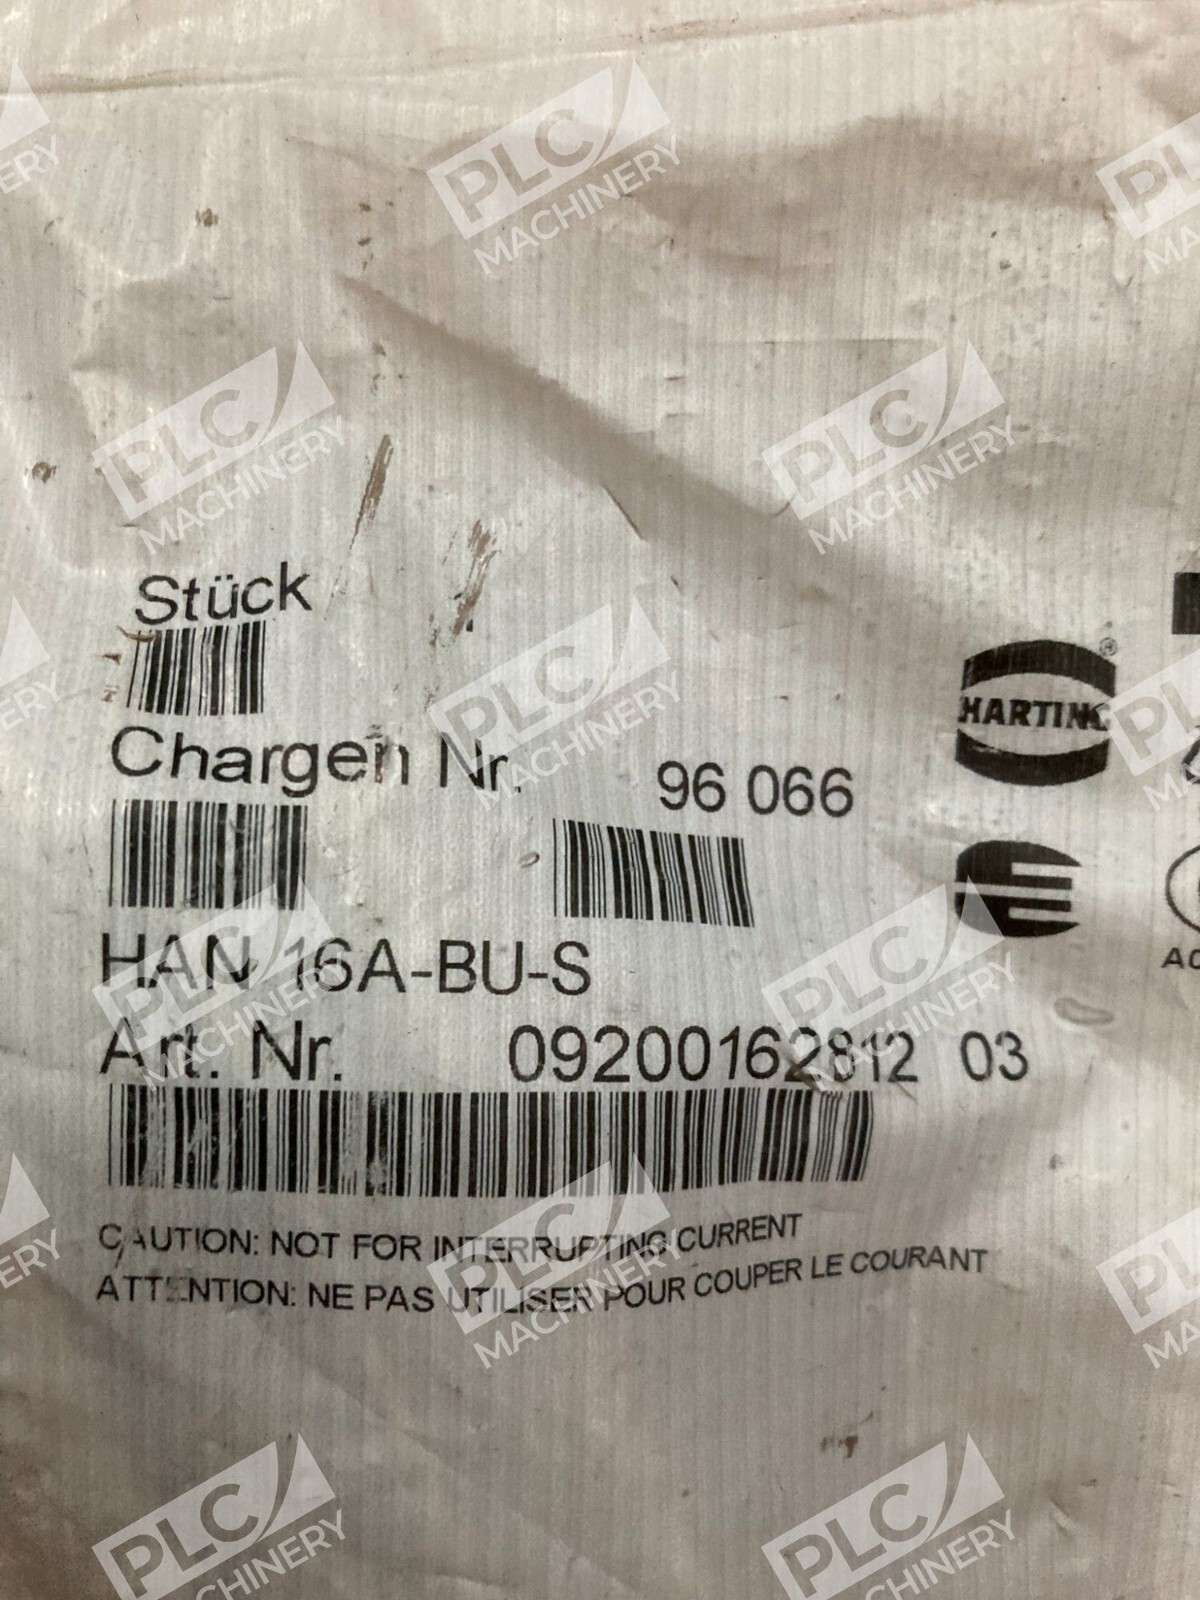 Stück
Chargen Nr. 96 066
HARTING
HAN 16A-BU-S
Art. Nr. 09200162812 03
CAUTION: NOT FOR INTERRUPTING CURRENT
ATTENTION: NE PAS UTILISER POUR COUPER LE COURANT
PLC MACHINERY